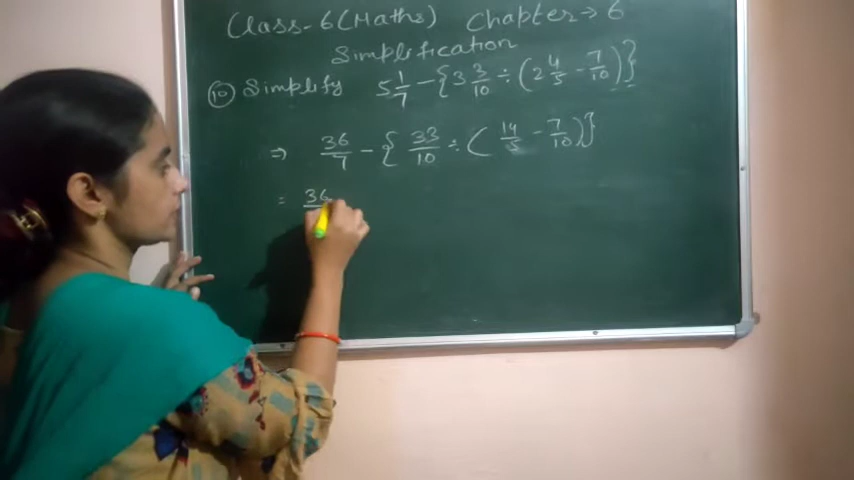 Class-6(Maths) Chapter→6
Simplification
(10) Simplify 5 1/7 - {3 3/10 ÷ (2 4/5 - 7/10)}
⇒ 36/7 - {33/10 ÷ (14/5 - 7/10)}
= 36